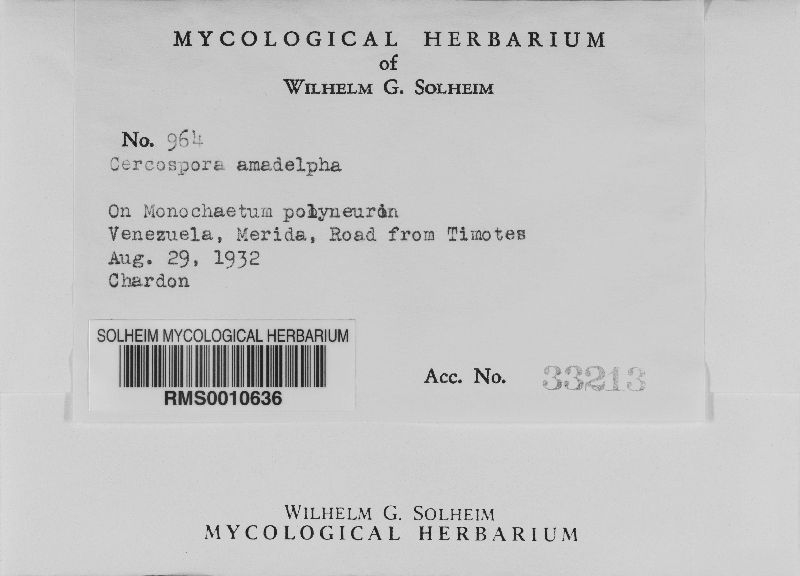 MYCOLOGICAL HERBARIUM
of
WILHELM G. SOLHEIM
No. 964
Cercospora amadelpha
On Monochaetum polyneuron
Venezuela, Merida, Road from Timotes
Aug. 29, 1932
Chardon
SOLHEIM MYCOLOGICAL HERBARIUM
RMS0010636
Acc. No. 33213
WILHELM G. SOLHEIM
MYCOLOGICAL HERBARIUM